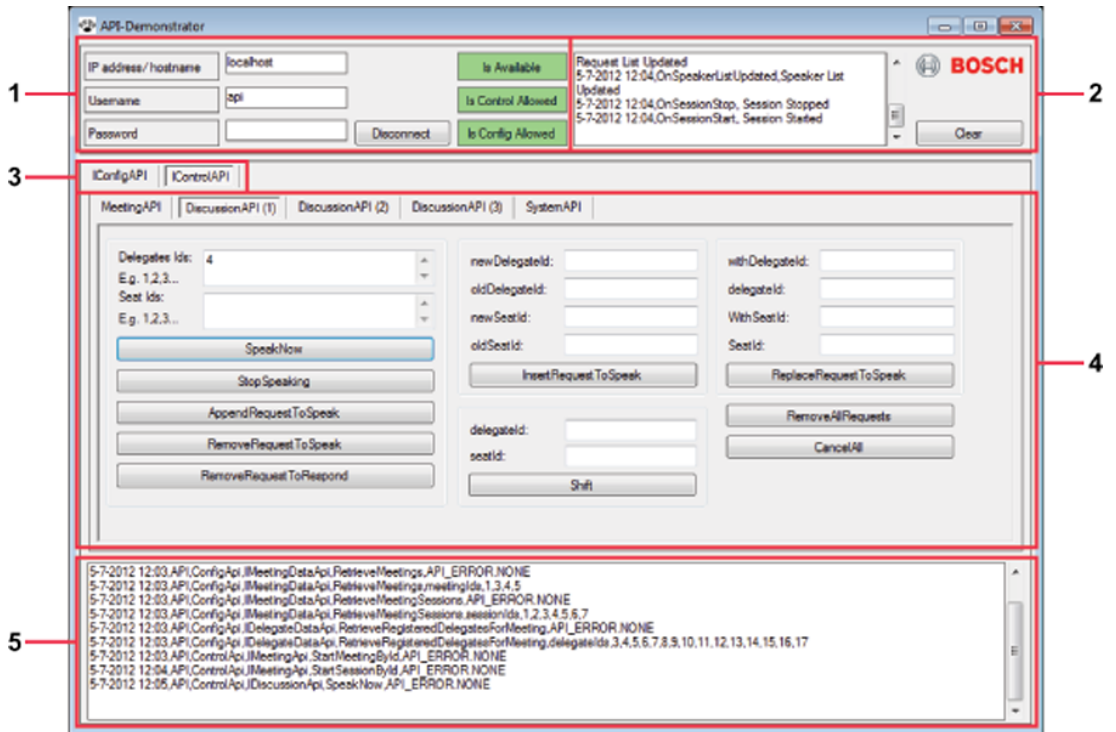 API-Demonstrator
1
IP address/hostname
localhost
Is Available
Username
api
Is Control Allowed
Password
Disconnect
Is Config Allowed
Request List Updated
5-7-2012 12:04,OnSpeakerListUpdated,Speaker List
Updated
5-7-2012 12:04,OnSessionStop, Session Stopped
5-7-2012 12:04,OnSessionStart, Session Started
BOSCH
Clear
2
3
IConfigAPI IControlAPI
MeetingAPI DiscussionAPI (1) DiscussionAPI (2) DiscussionAPI (3) SystemAPI
Delegates Ids:
4
E.g. 1,2,3...
Seat Ids:
E.g. 1,2,3...
SpeakNow
StopSpeaking
AppendRequestToSpeak
RemoveRequestToSpeak
RemoveRequestToRespond
newDelegateId:
oldDelegateId:
newSeatId:
oldSeatId:
InsertRequestToSpeak
delegateId:
seatId:
Shift
withDelegateId:
delegateId:
WithSeatId:
SeatId:
ReplaceRequestToSpeak
RemoveAllRequests
CancelAll
4
5
5-7-2012 12:03,API,ConfigApi,IMeetingDataApi,RetrieveMeetings,API_ERROR.NONE
5-7-2012 12:03,API,ConfigApi,IMeetingDataApi,RetrieveMeetings,meetingIds,1,3,4,5
5-7-2012 12:03,API,ConfigApi,IMeetingDataApi,RetrieveMeetingSessions,API_ERROR.NONE
5-7-2012 12:03,API,ConfigApi,IMeetingDataApi,RetrieveMeetingSessions,sessionIds,1,2,3,4,5,6,7
5-7-2012 12:03,API,ConfigApi,IDelegateDataApi,RetrieveRegisteredDelegatesForMeeting,API_ERROR.NONE
5-7-2012 12:03,API,ConfigApi,IDelegateDataApi,RetrieveRegisteredDelegatesForMeeting,delegateIds,3,4,5,6,7,8,9,10,11,12,13,14,15,16,17
5-7-2012 12:03,API,ControlApi,IMeetingApi,StartMeetingById,API_ERROR.NONE
5-7-2012 12:04,API,ControlApi,IMeetingApi,StartSessionById,API_ERROR.NONE
5-7-2012 12:05,API,ControlApi,IDiscussionApi,SpeakNow,API_ERROR.NONE